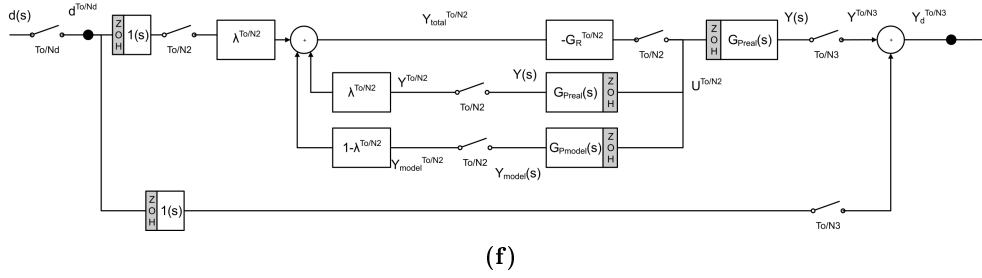 d(s)
d^To/Nd
To/Nd
Z
O
H
1(s)
To/N2
λ^To/N2
+
Y_total^To/N2
-G_R^To/N2
To/N2
Z
O
H
G_Preal(s)
Y(s)
To/N3
Y^To/N3
+
Y_d^To/N3
λ^To/N2
Y^To/N2
To/N2
Y(s)
G_Preal(s)
Z
O
H
U^To/N2
1-λ^To/N2
Y_model^To/N2
To/N2
Y_model(s)
G_Pmodel(s)
Z
O
H
Z
O
H
1(s)
To/N3
(f)